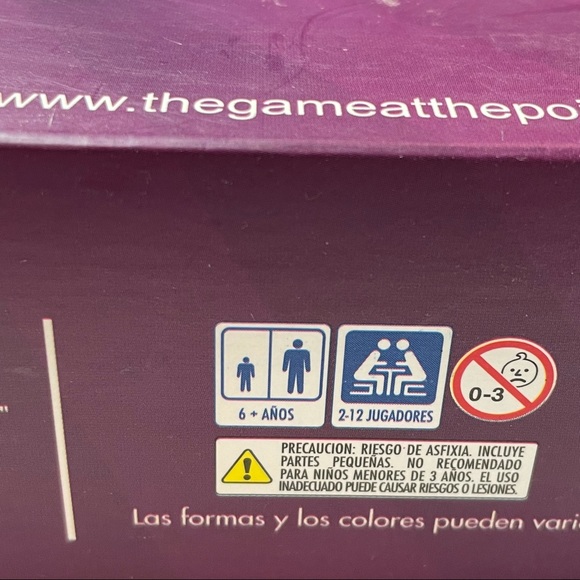 www.thegameatthepo
"
6 + AÑOS
2-12 JUGADORES
0-3
PRECAUCION: RIESGO DE ASFIXIA. INCLUYE
PARTES PEQUEÑAS. NO RECOMENDADO
PARA NIÑOS MENORES DE 3 AÑOS. EL USO
INADECUADO PUEDE CAUSAR RIESGOS O LESIONES.
Las formas y los colores pueden vari